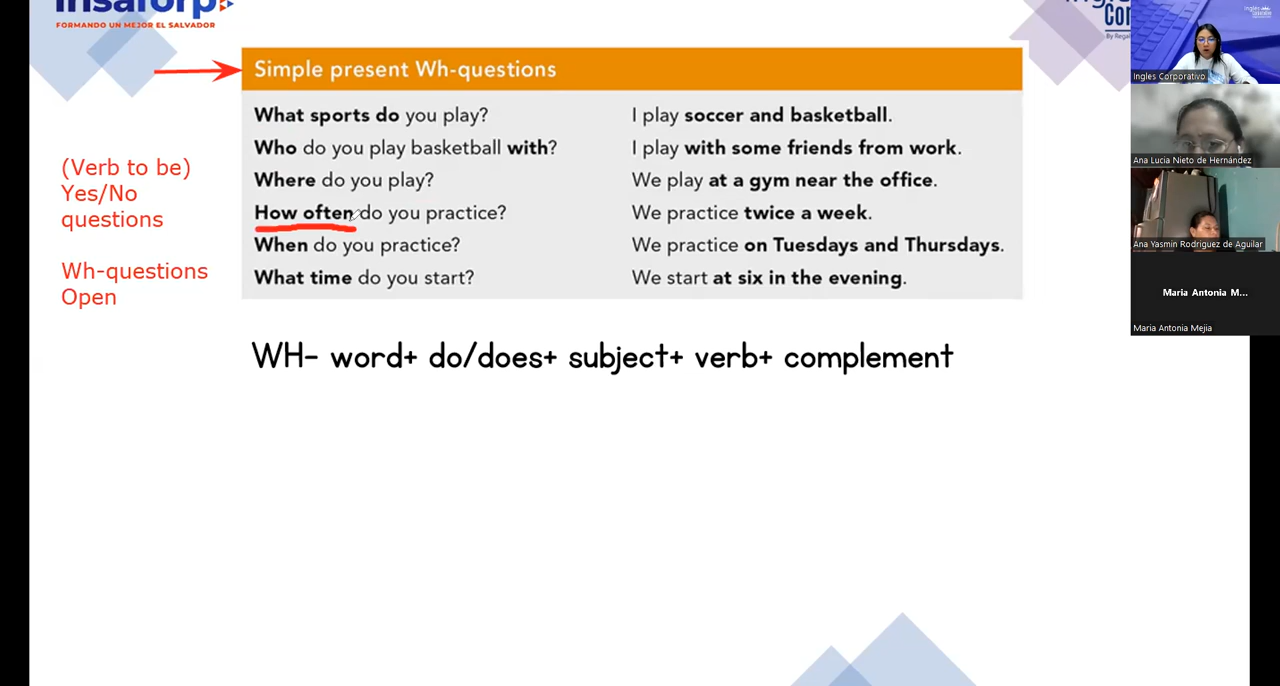 insaforp
FORMANDO UN MEJOR EL SALVADOR
Simple present Wh-questions
What sports do you play? I play soccer and basketball.
Who do you play basketball with? I play with some friends from work.
Where do you play? We play at a gym near the office.
How often do you practice? We practice twice a week.
When do you practice? We practice on Tuesdays and Thursdays.
What time do you start? We start at six in the evening.
(Verb to be)
Yes/No
questions
Wh-questions
Open
WH- word+ do/does+ subject+ verb+ complement
Ingles Corporativo
Ana Lucia Nieto de Hernández
Ana Yasmin Rodriguez de Aguilar
Maria Antonia M...
Maria Antonia Mejia